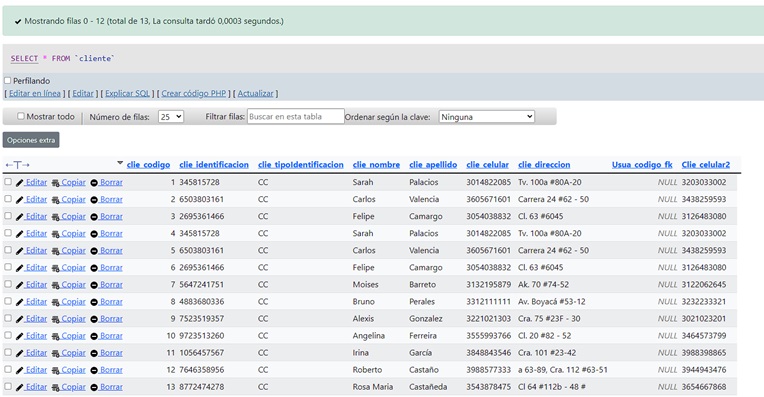 ✔ Mostrando filas 0 - 12 (total de 13, La consulta tardó 0,0003 segundos.)
SELECT * FROM `cliente`
Perfilando
[ Editar en línea ] [ Editar ] [ Explicar SQL ] [ Crear código PHP ] [ Actualizar ]
Mostrar todo | Número de filas: 25 Filtrar filas: Buscar en esta tabla Ordenar según la clave: Ninguna
Opciones extra
←T→ ▼ clie_codigo clie_identificacion clie_tipoIdentificacion clie_nombre clie_apellido clie_celular clie_direccion Usua_codigo_fk Clie_celular2
Editar Copiar Borrar 1 345815728 CC Sarah Palacios 3014822085 Tv. 100a #80A-20 NULL 3203033002
Editar Copiar Borrar 2 6503803161 CC Carlos Valencia 3605671601 Carrera 24 #62 - 50 NULL 3438259593
Editar Copiar Borrar 3 2695361466 CC Felipe Camargo 3054038832 Cl. 63 #6045 NULL 3126483080
Editar Copiar Borrar 4 345815728 CC Sarah Palacios 3014822085 Tv. 100a #80A-20 NULL 3203033002
Editar Copiar Borrar 5 6503803161 CC Carlos Valencia 3605671601 Carrera 24 #62 - 50 NULL 3438259593
Editar Copiar Borrar 6 2695361466 CC Felipe Camargo 3054038832 Cl. 63 #6045 NULL 3126483080
Editar Copiar Borrar 7 5647241751 CC Moises Barreto 3132195879 Ak. 70 #74-52 NULL 3122062645
Editar Copiar Borrar 8 4883680336 CC Bruno Perales 3312111111 Av. Boyacá #53-12 NULL 3232233321
Editar Copiar Borrar 9 7523519357 CC Alexis Gonzalez 3221021303 Cra. 75 #23F - 30 NULL 3021023201
Editar Copiar Borrar 10 9723513260 CC Angelina Ferreira 3555993766 Cl. 20 #82 - 52 NULL 3464573799
Editar Copiar Borrar 11 1056457567 CC Irina García 3848843546 Cra. 101 #23-42 NULL 3988398865
Editar Copiar Borrar 12 7646358956 CC Roberto Castaño 3988577333 a 63-89, Cra. 112 #63-51 NULL 3944943476
Editar Copiar Borrar 13 8772474278 CC Rosa Maria Castañeda 3543878475 Cl 64 #112b - 48 # NULL 3654667868